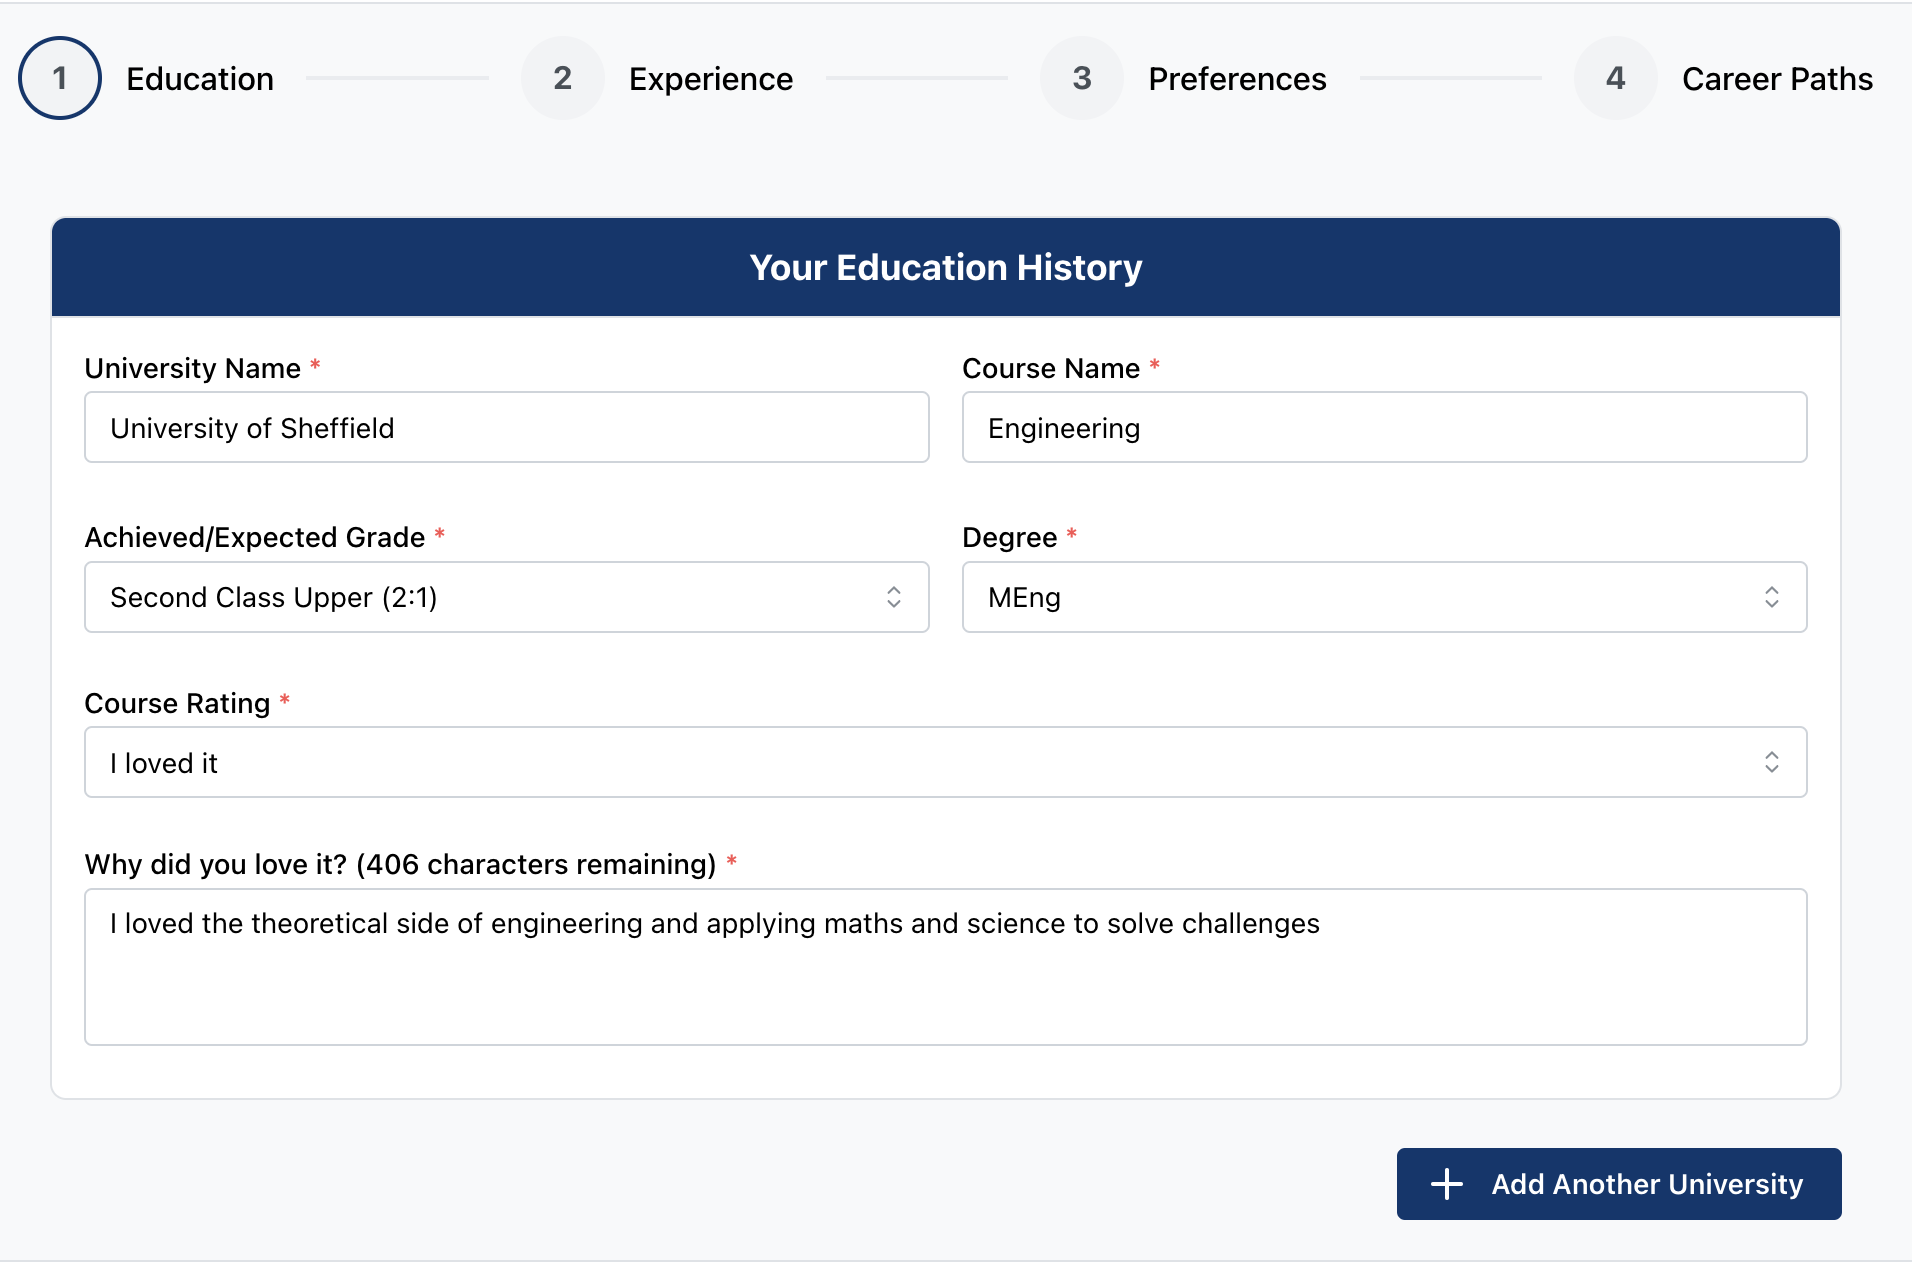 1 Education 2 Experience 3 Preferences 4 Career Paths
Your Education History
University Name * Course Name *
University of Sheffield Engineering
Achieved/Expected Grade * Degree *
Second Class Upper (2:1) MEng
Course Rating *
I loved it
Why did you love it? (406 characters remaining) *
I loved the theoretical side of engineering and applying maths and science to solve challenges
+ Add Another University